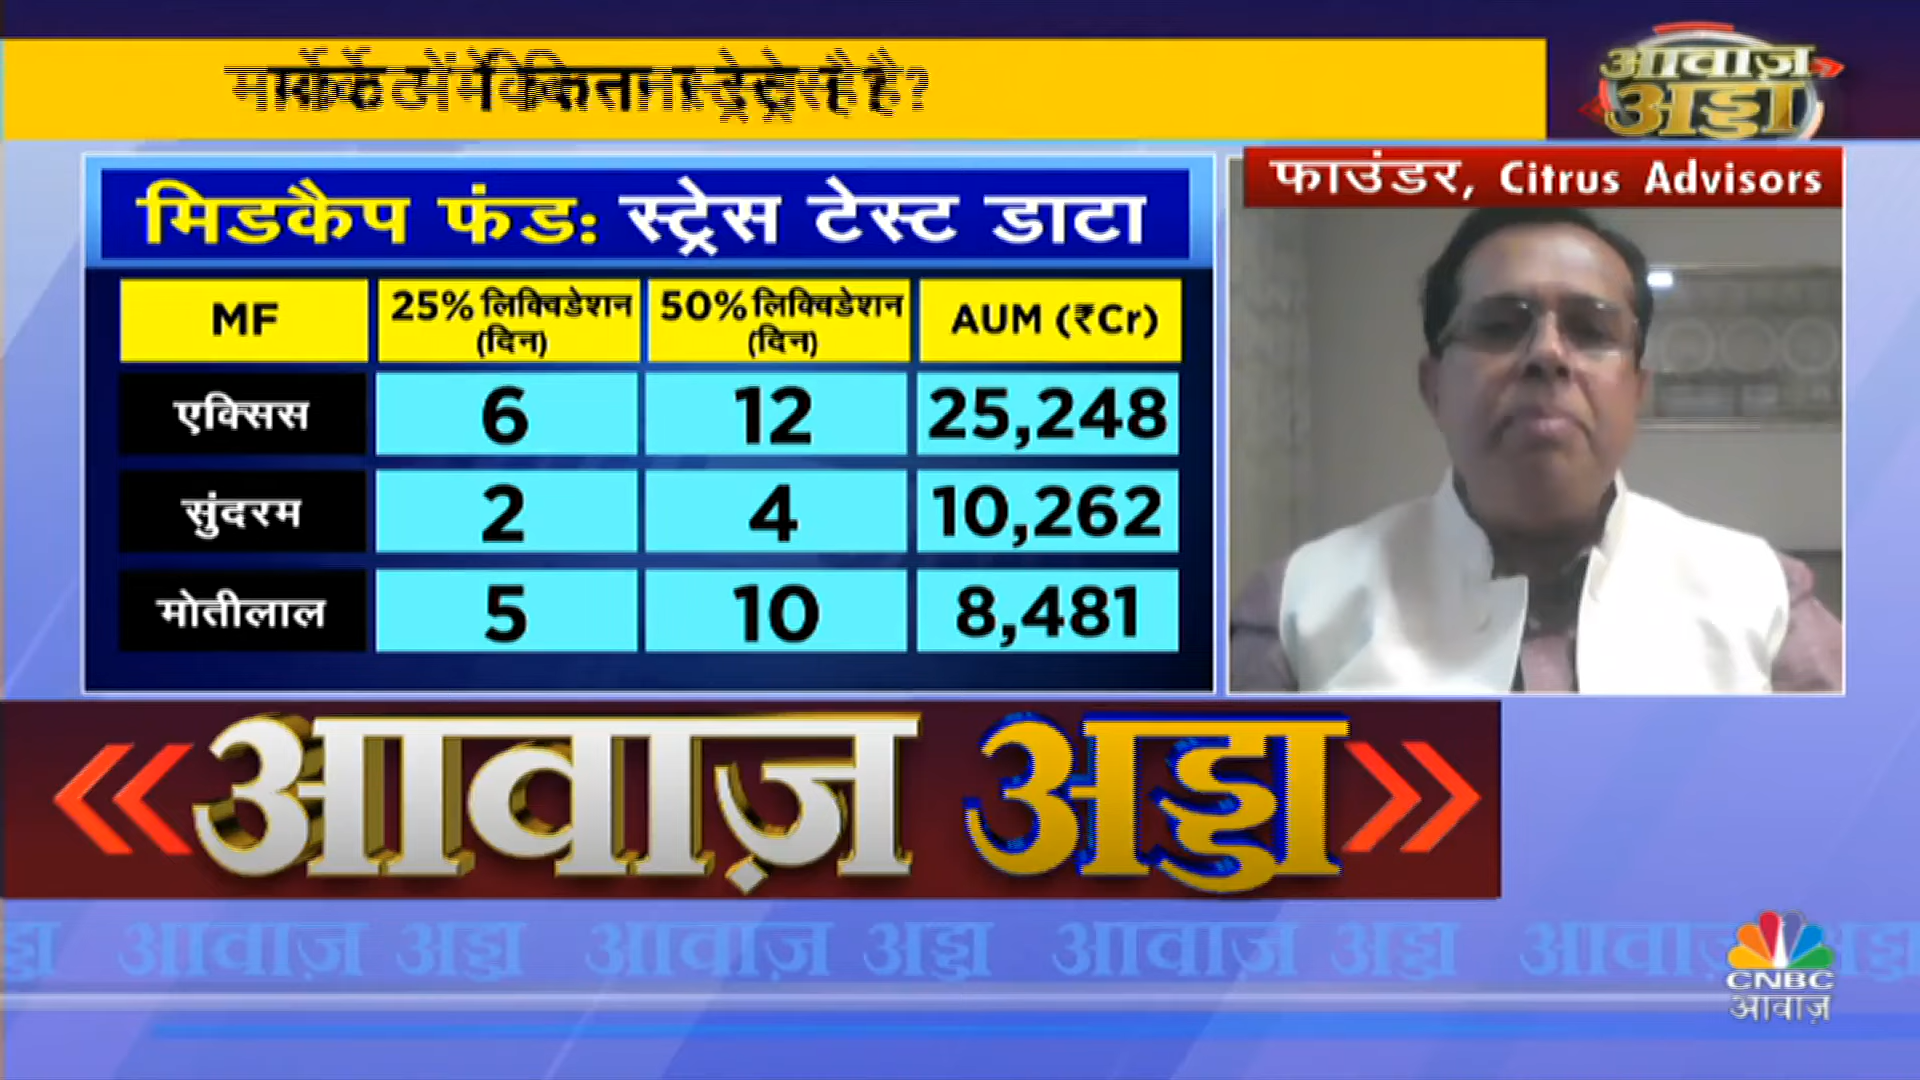 आवाज़
अड्डा
फाउंडर, Citrus Advisors
मिडकैप फंड: स्ट्रेस टेस्ट डाटा
MF 25% लिक्विडेशन (दिन) 50% लिक्विडेशन (दिन) AUM (₹Cr)
एक्सिस 6 12 25,248
सुंदरम 2 4 10,262
मोतीलाल 5 10 8,481
आवाज़ अड्डा
आवाज़ अड्डा आवाज़ अड्डा आवाज़ अड्डा
CNBC
आवाज़